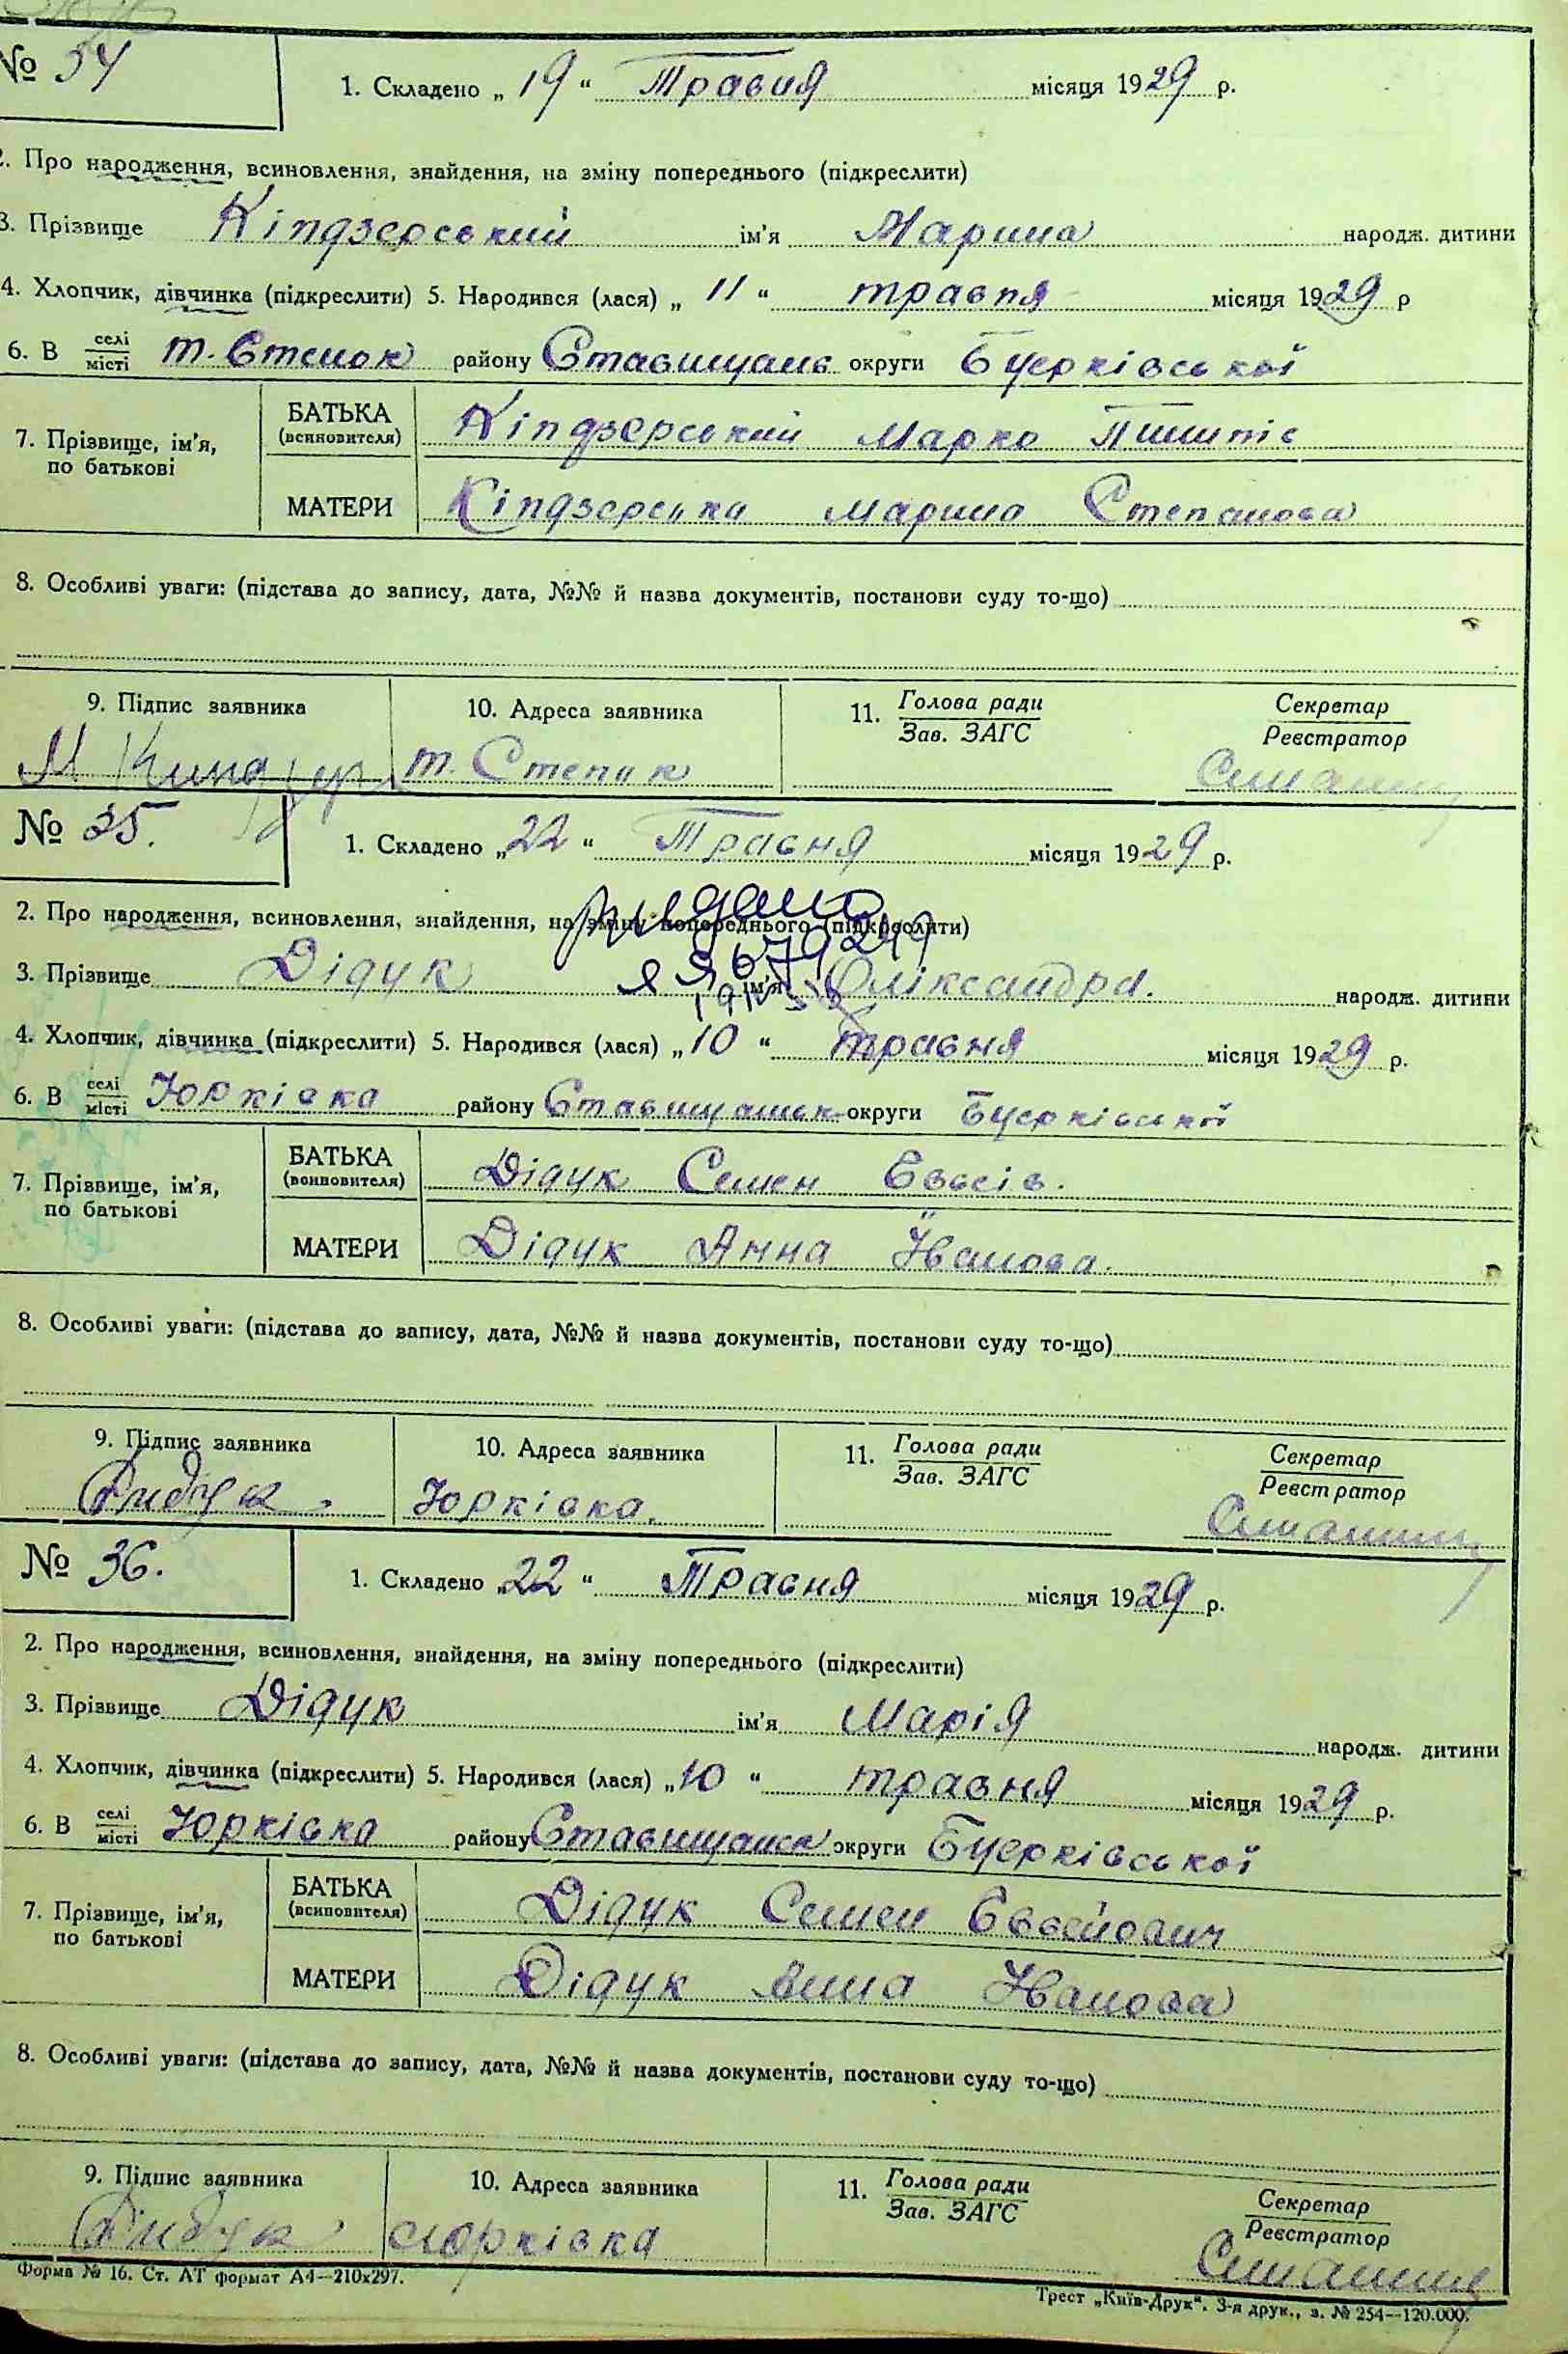 № 34
1. Складено „ 19 “ Травня місяця 1929 р.
2. Про народження, всиновлення, знайдення, на зміну попереднього (підкреслити)
3. Прізвище Кіндзерський ім'я Марина народж. дитини
4. Хлопчик, дівчинка (підкреслити) 5. Народився (лася) „ 11 “ травня місяця 1929 р
6. В селі/місті району Ставищанс округи Бцерківської
7. Прізвище, ім'я, по батькові
БАТЬКА (всиновителя) Кіндзерський Марко
МАТЕРИ Кіндзерська Марина Степанова
8. Особливі уваги: (підстава до запису, дата, №№ й назва документів, постанови суду то-що)
9. Підпис заявника 10. Адреса заявника 11. Голова ради/Зав. ЗАГС Секретар/Реєстратор
№ 35.
1. Складено „22 “ Травня місяця 1929 р.
2. Про народження, всиновлення, знайдення, на зміну попереднього (підкреслити)
3. Прізвище Дідук ім'я Оліксандра. народж. дитини
4. Хлопчик, дівчинка (підкреслити) 5. Народився (лася) „10 “ травня місяця 1929 р.
6. В селі/місті Юрківка району Ставищанськ округи Бцерківської
7. Прізвище, ім'я, по батькові
БАТЬКА (всиновителя) Дідук Семен Євсеїв.
МАТЕРИ Дідук Анна Іванова.
8. Особливі уваги: (підстава до запису, дата, №№ й назва документів, постанови суду то-що)
9. Підпис заявника 10. Адреса заявника 11. Голова ради/Зав. ЗАГС Секретар/Реєстратор
Дидук Юрківка.
№ 36.
1. Складено „22 “ Травня місяця 1929 р.
2. Про народження, всиновлення, знайдення, на зміну попереднього (підкреслити)
3. Прізвище Дідук ім'я Марія народж. дитини
4. Хлопчик, дівчинка (підкреслити) 5. Народився (лася) „10 “ травня місяця 1929 р.
6. В селі/місті Юрківка району Ставищанськ округи Бцерківської
7. Прізвище, ім'я, по батькові
БАТЬКА (всиновителя) Дідук Семен Євсейович
МАТЕРИ Дідук Анна Іванова
8. Особливі уваги: (підстава до запису, дата, №№ й назва документів, постанови суду то-що)
9. Підпис заявника 10. Адреса заявника 11. Голова ради/Зав. ЗАГС Секретар/Реєстратор
Дидук Юрківка
Форма № 16. Ст. АТ формат А4—210х297.
Трест „Київ-Друк“. 3-я друк., з. № 254—120.000.